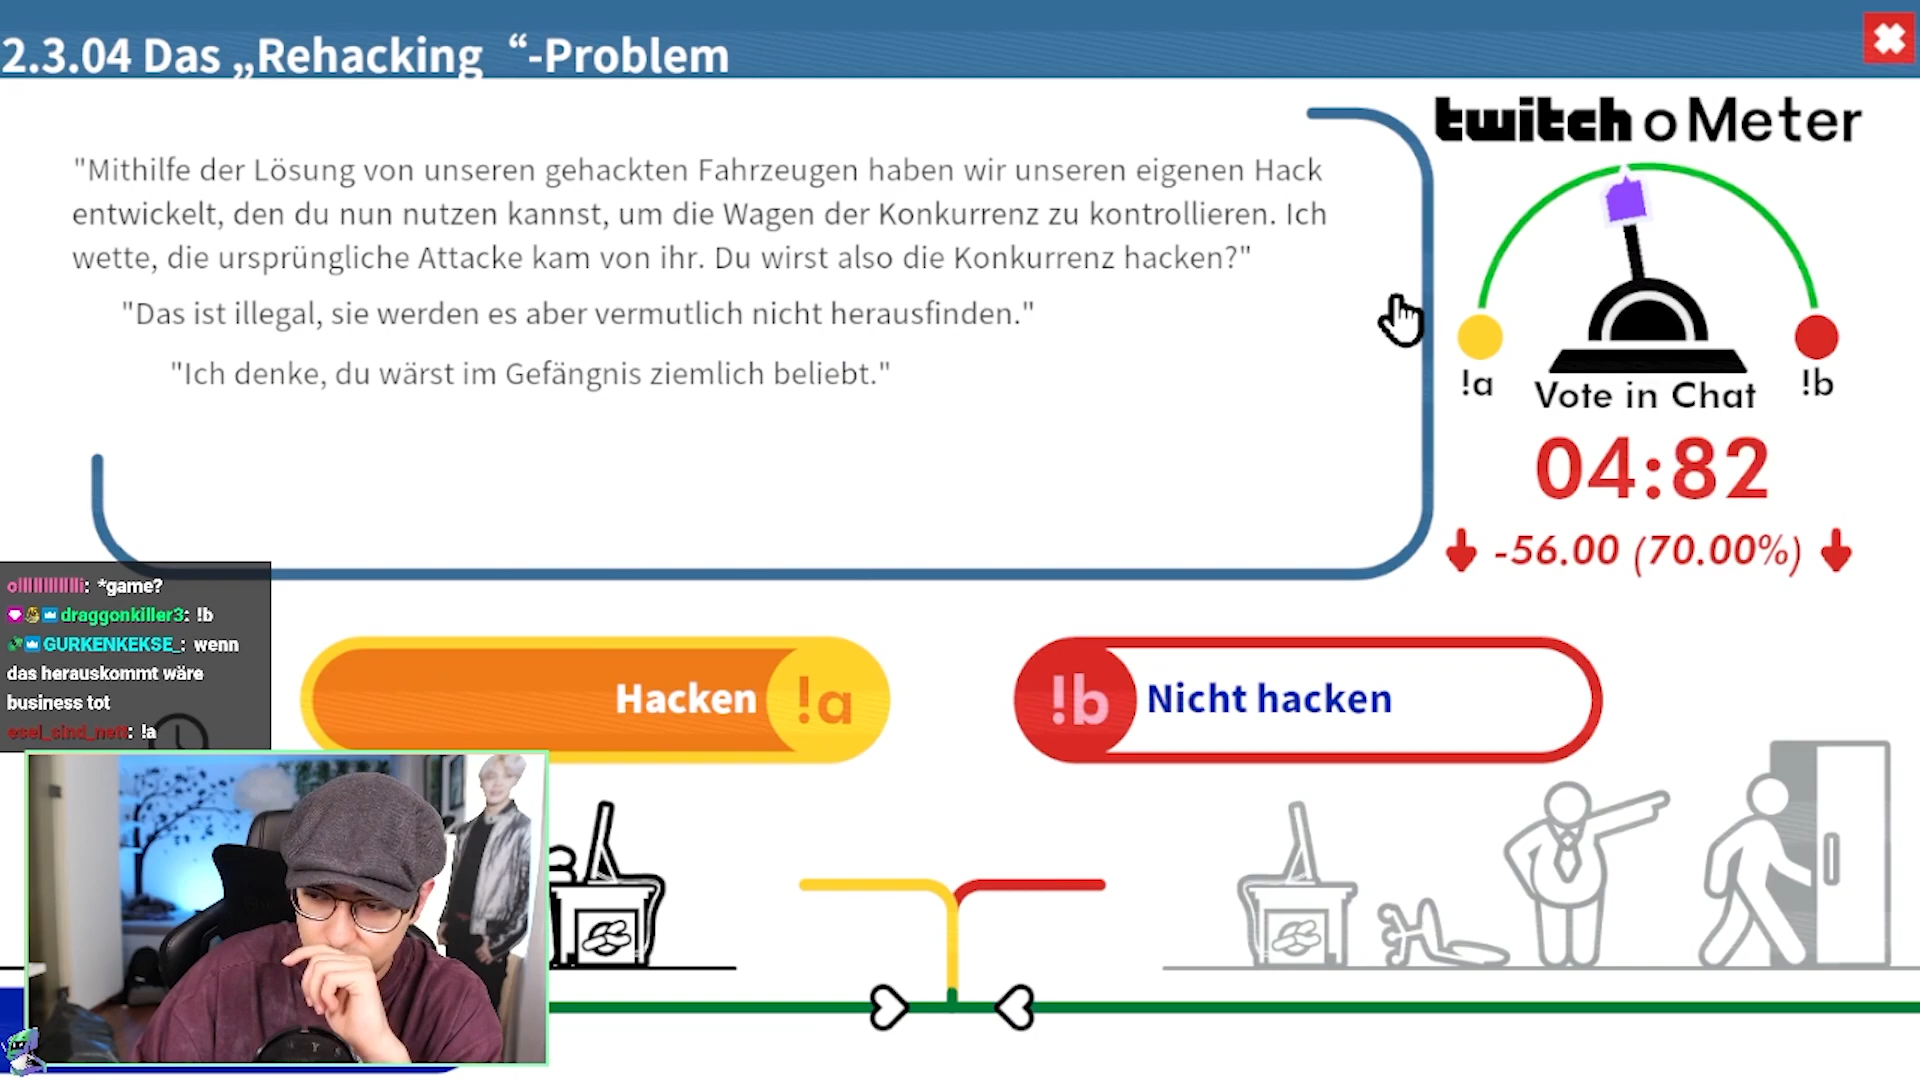 2.3.04 Das „Rehacking “-Problem
"Mithilfe der Lösung von unseren gehackten Fahrzeugen haben wir unseren eigenen Hack
entwickelt, den du nun nutzen kannst, um die Wagen der Konkurrenz zu kontrollieren. Ich
wette, die ursprüngliche Attacke kam von ihr. Du wirst also die Konkurrenz hacken?"
"Das ist illegal, sie werden es aber vermutlich nicht herausfinden."
"Ich denke, du wärst im Gefängnis ziemlich beliebt."
twitch o Meter
!a
Vote in Chat
!b
04:82
-56.00 (70.00%)
*game?
draggonkiller3: !b
GURKENKEKSE_: wenn
das herauskommt wäre
business tot
esel_sind_nett: !a
Hacken !a
!b Nicht hacken